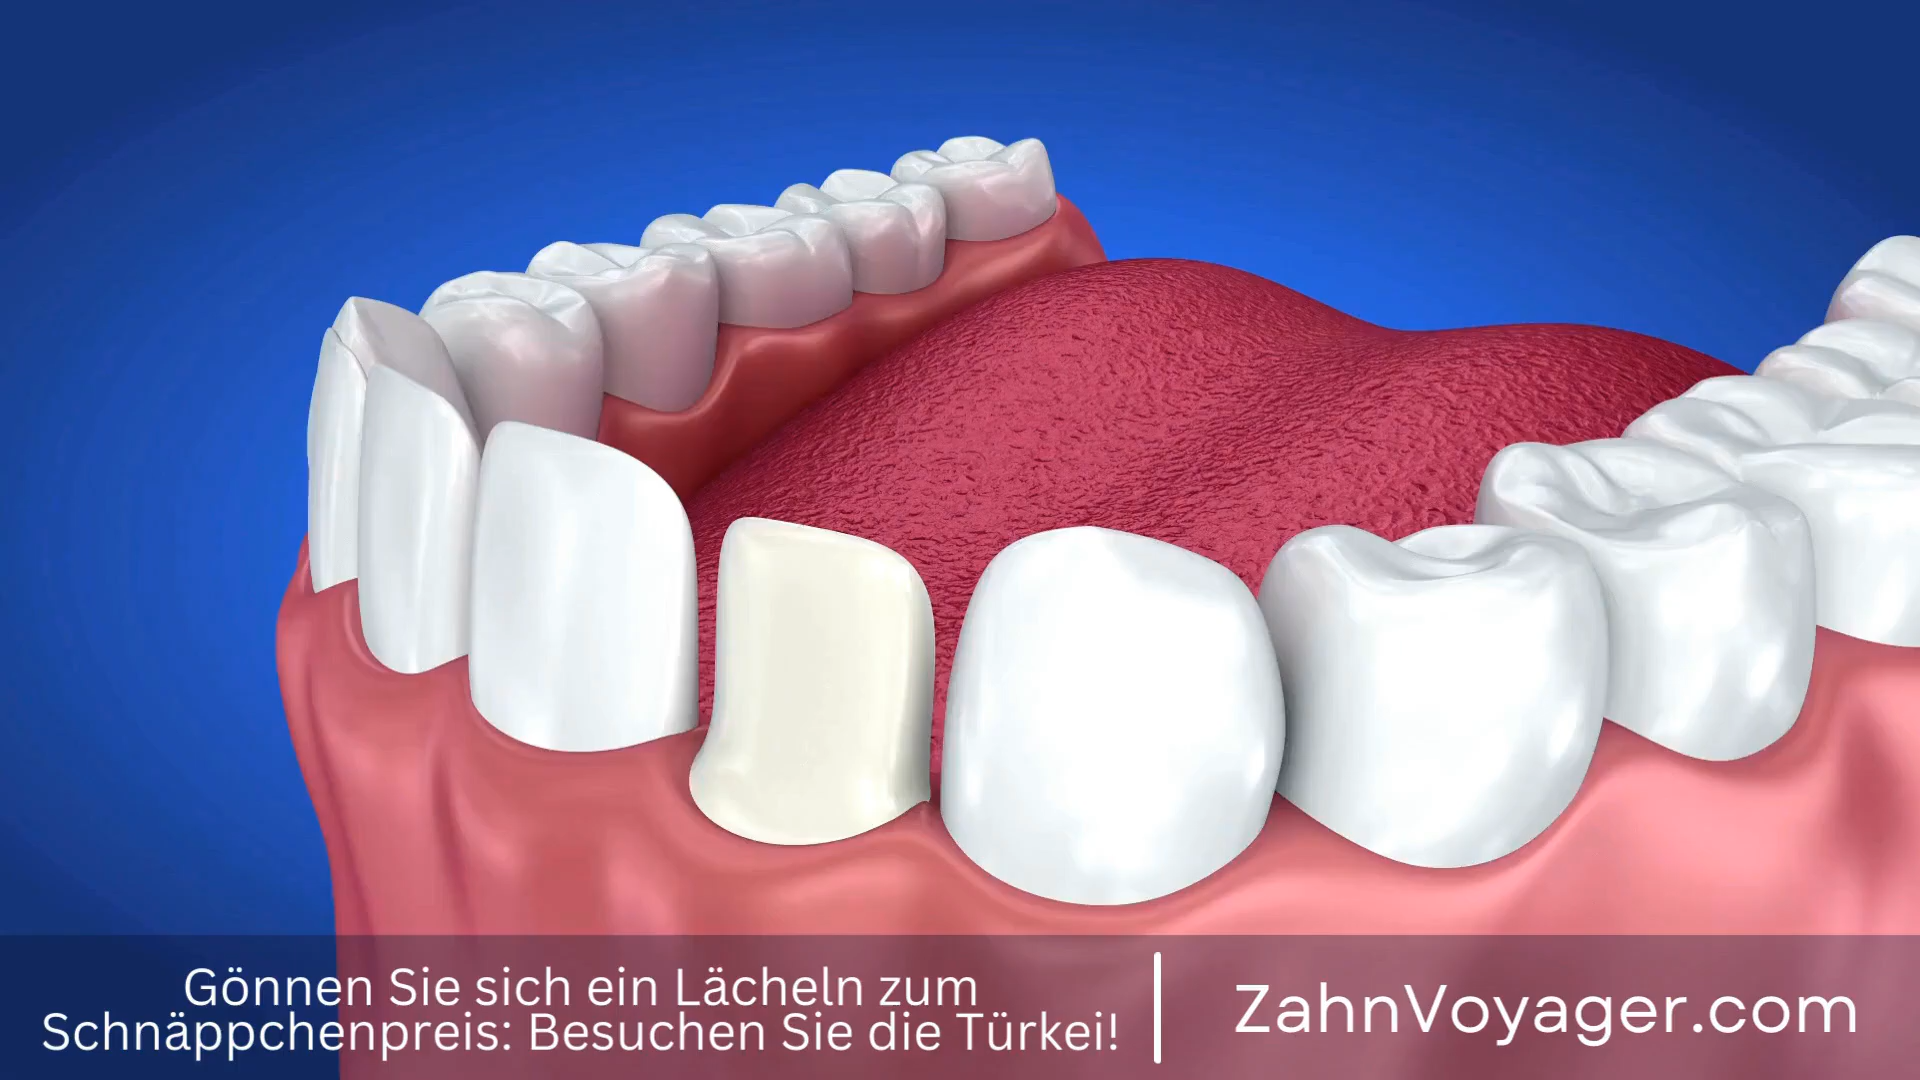 Gönnen Sie sich ein Lächeln zum
Schnäppchenpreis: Besuchen Sie die Türkei!
ZahnVoyager.com